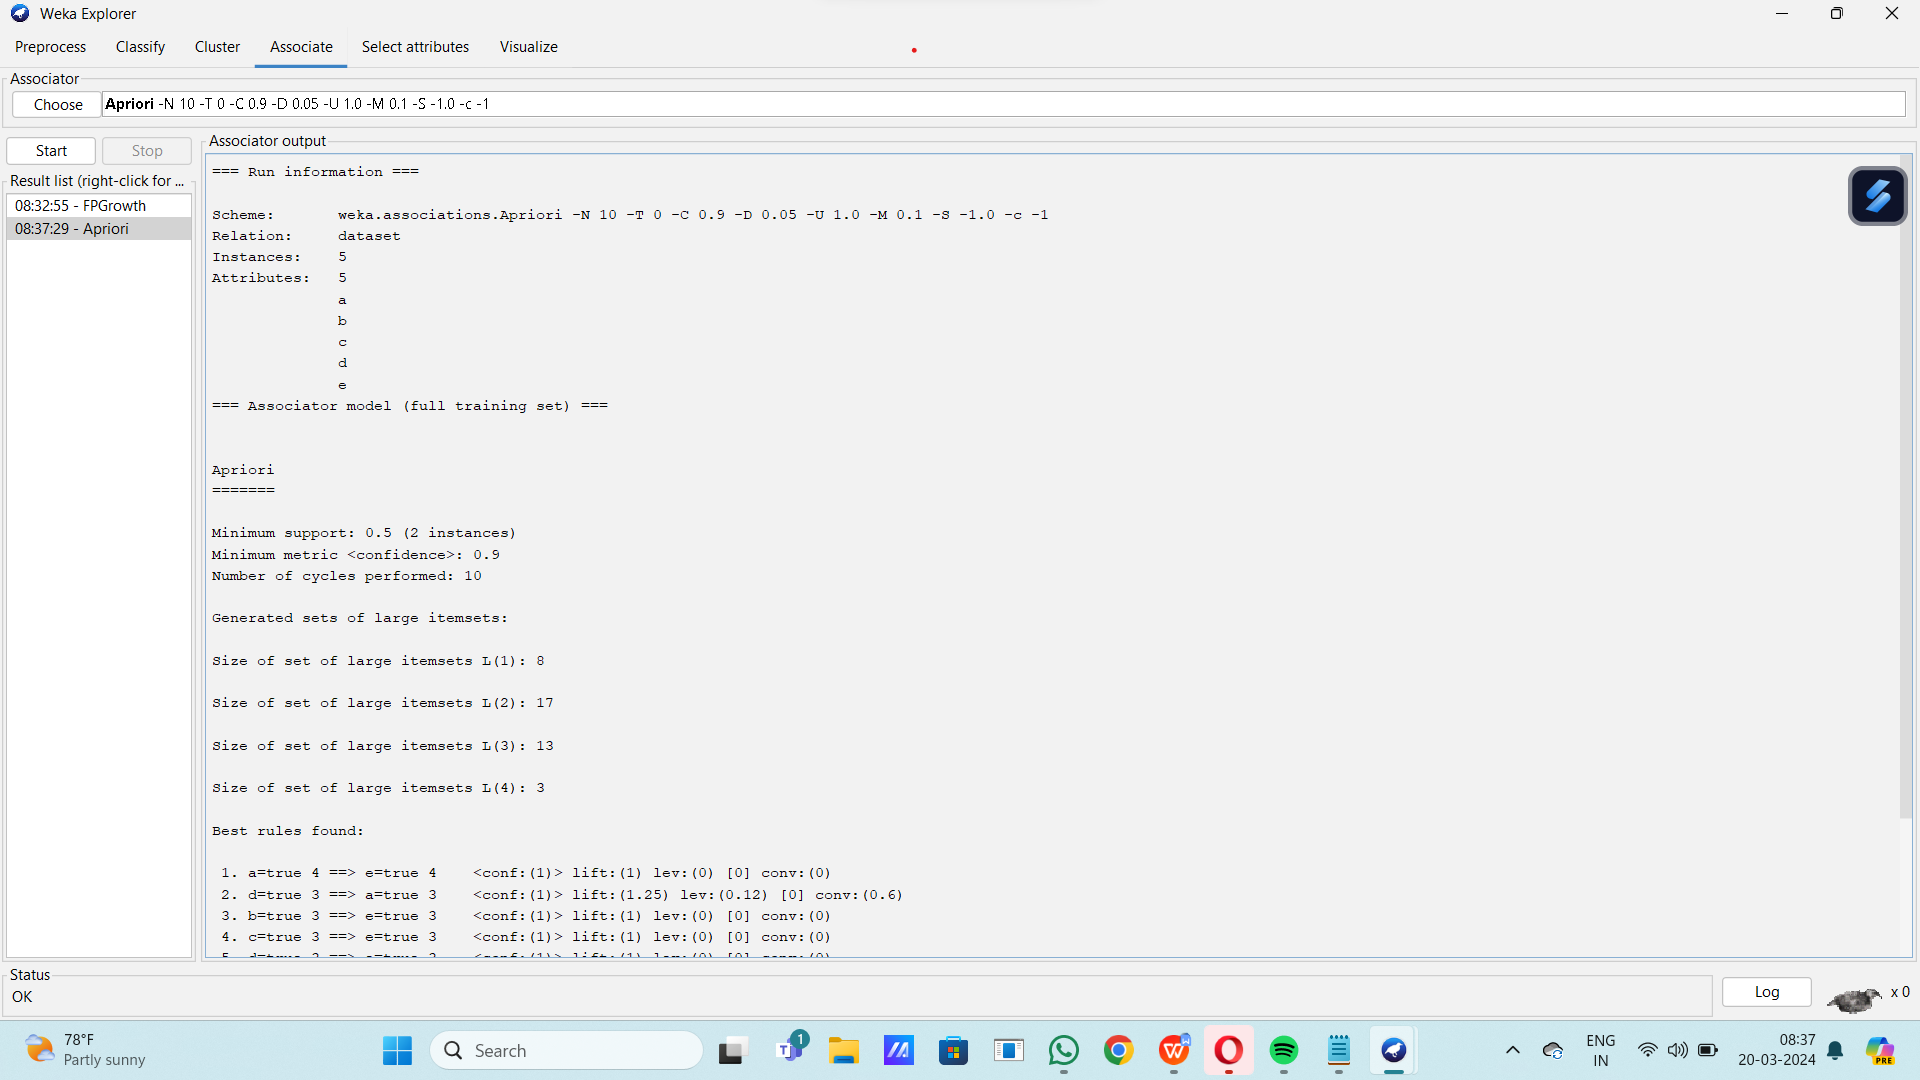 Weka Explorer
Preprocess Classify Cluster Associate Select attributes Visualize
Associator
Choose Apriori -N 10 -T 0 -C 0.9 -D 0.05 -U 1.0 -M 0.1 -S -1.0 -c -1
Start Stop
Result list (right-click for ...
08:32:55 - FPGrowth
08:37:29 - Apriori
Associator output
=== Run information ===
Scheme: weka.associations.Apriori -N 10 -T 0 -C 0.9 -D 0.05 -U 1.0 -M 0.1 -S -1.0 -c -1
Relation: dataset
Instances: 5
Attributes: 5
a
b
c
d
e
=== Associator model (full training set) ===
Apriori
=======
Minimum support: 0.5 (2 instances)
Minimum metric <confidence>: 0.9
Number of cycles performed: 10
Generated sets of large itemsets:
Size of set of large itemsets L(1): 8
Size of set of large itemsets L(2): 17
Size of set of large itemsets L(3): 13
Size of set of large itemsets L(4): 3
Best rules found:
1. a=true 4 ==> e=true 4 <conf:(1)> lift:(1) lev:(0) [0] conv:(0)
2. d=true 3 ==> a=true 3 <conf:(1)> lift:(1.25) lev:(0.12) [0] conv:(0.6)
3. b=true 3 ==> e=true 3 <conf:(1)> lift:(1) lev:(0) [0] conv:(0)
4. c=true 3 ==> e=true 3 <conf:(1)> lift:(1) lev:(0) [0] conv:(0)
Status
OK
Log
x 0
78°F
Partly sunny
Search
1
ENG
IN
08:37
20-03-2024
PRE